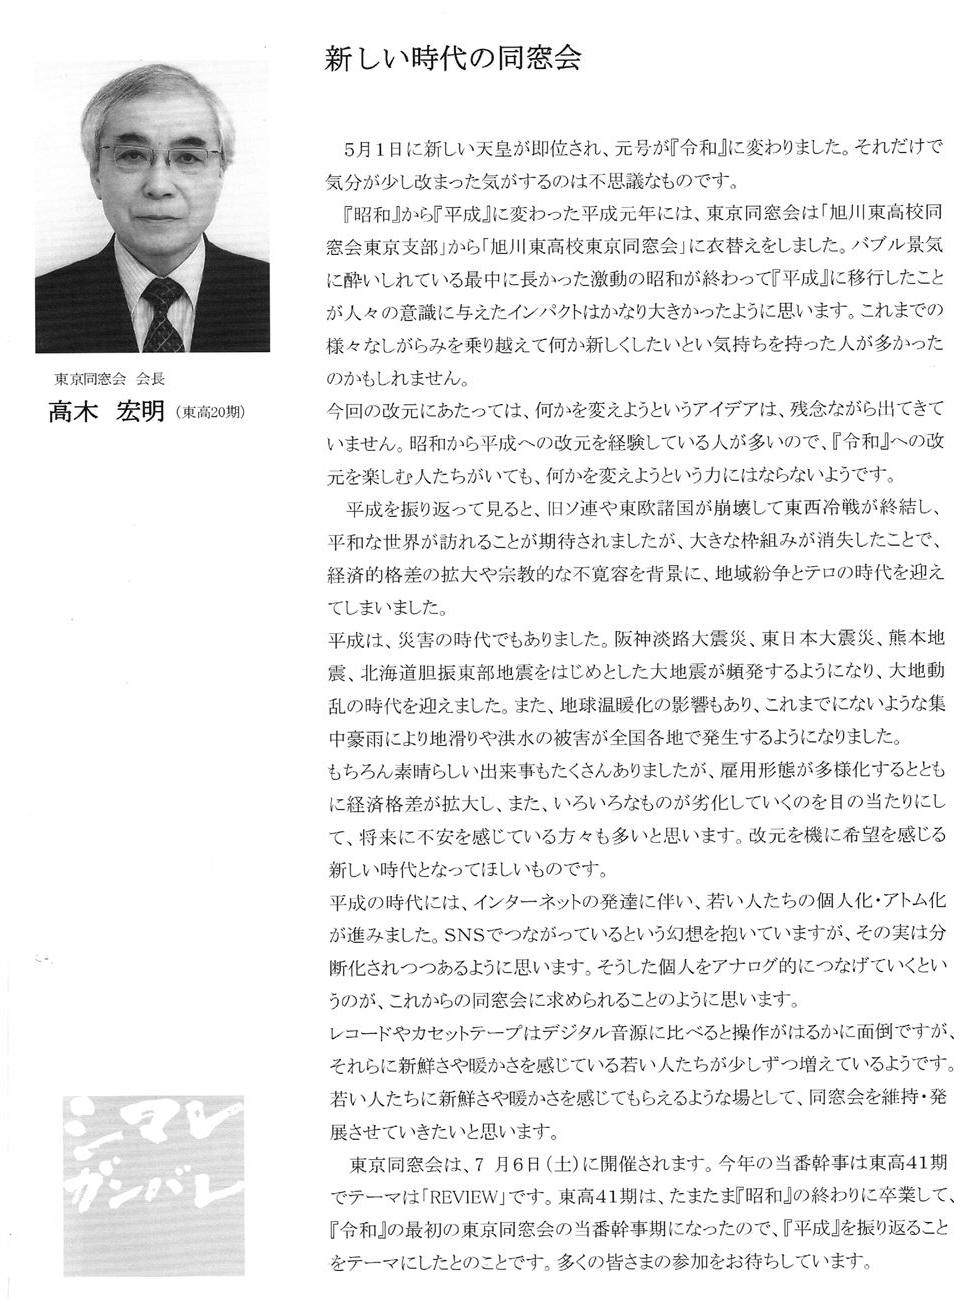 新しい時代の同窓会
東京同窓会 会長
高木 宏明（東高20期）
5月1日に新しい天皇が即位され、元号が『令和』に変わりました。それだけで
気分が少し改まった気がするのは不思議なものです。
『昭和』から『平成』に変わった平成元年には、東京同窓会は「旭川東高校同
窓会東京支部」から「旭川東高校東京同窓会」に衣替えをしました。バブル景気
に酔いしれている最中に長かった激動の昭和が終わって『平成』に移行したこと
が人々の意識に与えたインパクトはかなり大きかったように思います。これまでの
様々なしがらみを乗り越えて何か新しくしたいとい気持ちを持った人が多かった
のかもしれません。
今回の改元にあたっては、何かを変えようというアイデアは、残念ながら出てきて
いません。昭和から平成への改元を経験している人が多いので、『令和』への改
元を楽しむ人たちがいても、何かを変えようという力にはならないようです。
平成を振り返って見ると、旧ソ連や東欧諸国が崩壊して東西冷戦が終結し、
平和な世界が訪れることが期待されましたが、大きな枠組みが消失したことで、
経済的格差の拡大や宗教的な不寛容を背景に、地域紛争とテロの時代を迎え
てしまいました。
平成は、災害の時代でもありました。阪神淡路大震災、東日本大震災、熊本地
震、北海道胆振東部地震をはじめとした大地震が頻発するようになり、大地動
乱の時代を迎えました。また、地球温暖化の影響もあり、これまでにないような集
中豪雨により地滑りや洪水の被害が全国各地で発生するようになりました。
もちろん素晴らしい出来事もたくさんありましたが、雇用形態が多様化するととも
に経済格差が拡大し、また、いろいろなものが劣化していくのを目の当たりにし
て、将来に不安を感じている方々も多いと思います。改元を機に希望を感じる
新しい時代となってほしいものです。
平成の時代には、インターネットの発達に伴い、若い人たちの個人化・アトム化
が進みました。SNSでつながっているという幻想を抱いていますが、その実は分
断化されつつあるように思います。そうした個人をアナログ的につなげていくとい
うのが、これからの同窓会に求められることのように思います。
レコードやカセットテープはデジタル音源に比べると操作がはるかに面倒ですが、
それらに新鮮さや暖かさを感じている若い人たちが少しずつ増えているようです。
若い人たちに新鮮さや暖かさを感じてもらえるような場として、同窓会を維持・発
展させていきたいと思います。
東京同窓会は、7 月6日（土）に開催されます。今年の当番幹事は東高41期
でテーマは「REVIEW」です。東高41期は、たまたま『昭和』の終わりに卒業して、
『令和』の最初の東京同窓会の当番幹事期になったので、『平成』を振り返ること
をテーマにしたとのことです。多くの皆さまの参加をお待ちしています。
シマレ
ガンバレ